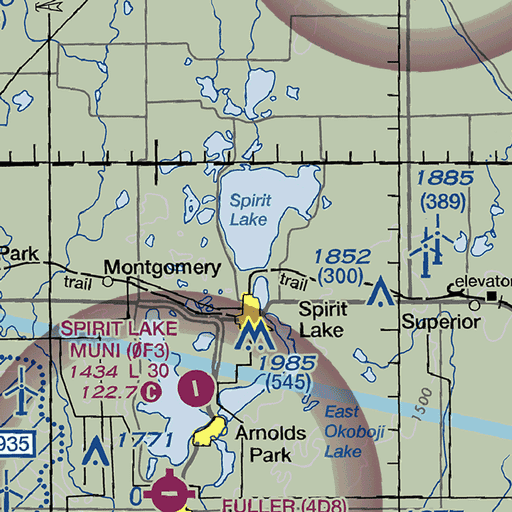 Spirit
Lake
1885
(389)
Park
trail
Montgomery
1852
(300)
trail
elevator
Spirit
Lake
Superior
SPIRIT LAKE
MUNI (0F3)
1434 L 30
122.7 C
1985
(545)
1500
East
Okoboji
Lake
935
1771
Arnolds
Park
0
FULLER (4D8)